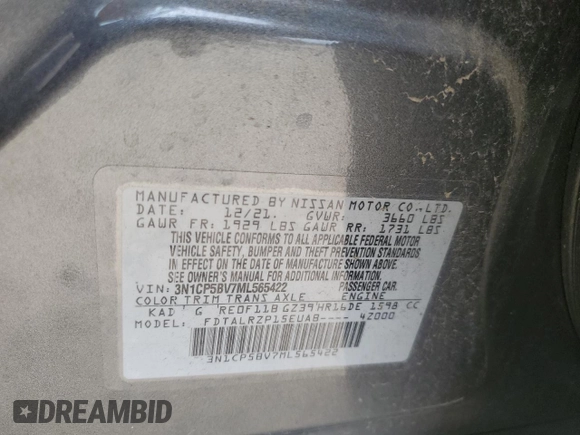 MANUFACTURED BY NISSAN MOTOR CO.,LTD.
DATE: 12/21. GVWR: 3660 LBS
GAWR FR: 1929 LBS GAWR RR: 1731 LBS
THIS VEHICLE CONFORMS TO ALL APPLICABLE FEDERAL MOTOR
VEHICLE SAFETY, BUMPER AND THEFT PREVENTION STANDARDS
IN EFFECT ON THE DATE OF MANUFACTURE SHOWN ABOVE.
SEE OWNER'S MANUAL FOR ADDITIONAL INFORMATION.
VIN: 3N1CP5BV7ML565422 PASSENGER CAR.
COLOR TRIM TRANS AXLE ENGINE
KAD G RE0F11B GZ39 HR16DE 1598 CC
MODEL FDTALRZP15EUAB---- 4Z000
3N1CP5BV7ML565422
DREAMBID